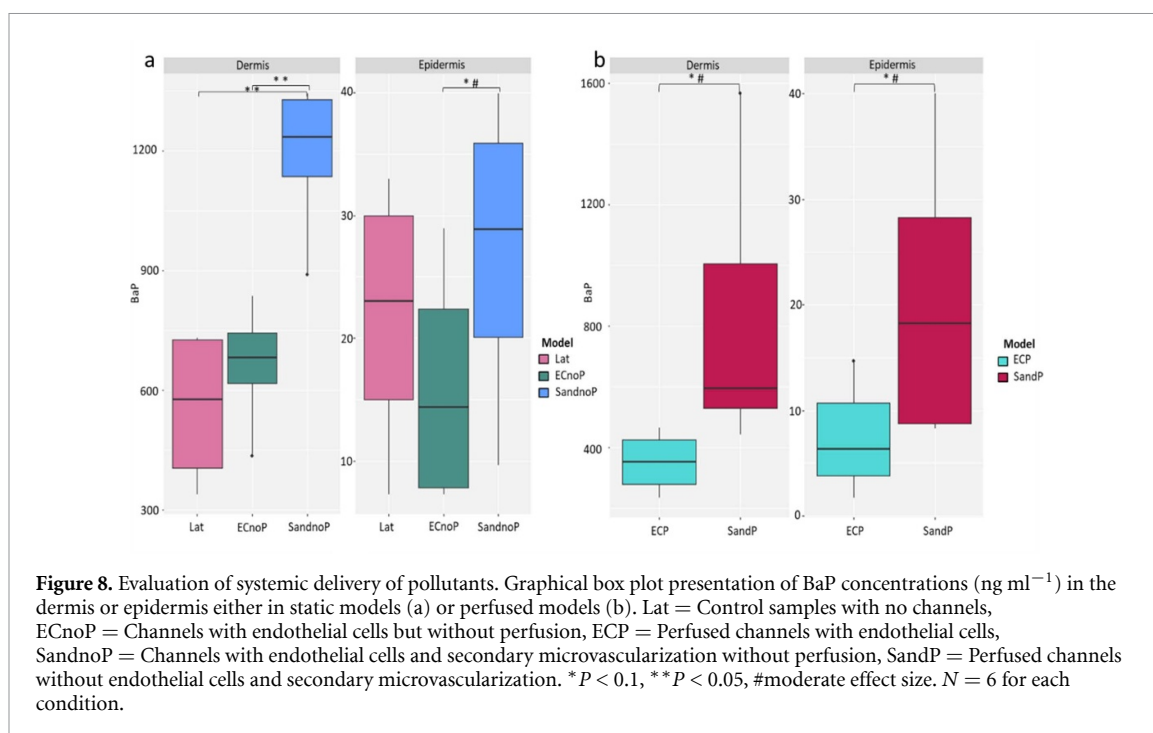 a
b
Dermis
Epidermis
Dermis
Epidermis
**
**
* #
* #
* #
1200
900
600
300
BaP
40
30
20
10
1600
1200
800
400
BaP
40
30
20
10
0
Lat
ECnoP
SandnoP
Lat
ECnoP
SandnoP
Model
Lat
ECnoP
SandnoP
ECP
SandP
ECP
SandP
Model
ECP
SandP
Figure 8. Evaluation of systemic delivery of pollutants. Graphical box plot presentation of BaP concentrations (ng ml⁻¹) in the
dermis or epidermis either in static models (a) or perfused models (b). Lat = Control samples with no channels,
ECnoP = Channels with endothelial cells but without perfusion, ECP = Perfused channels with endothelial cells,
SandnoP = Channels with endothelial cells and secondary microvascularization without perfusion, SandP = Perfused channels
without endothelial cells and secondary microvascularization. *P < 0.1, **P < 0.05, #moderate effect size. N = 6 for each
condition.